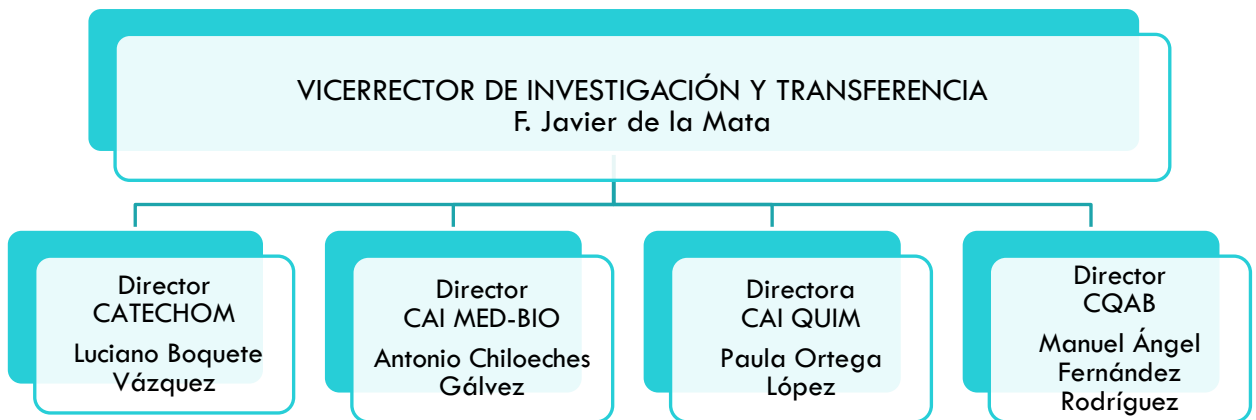 VICERRECTOR DE INVESTIGACIÓN Y TRANSFERENCIA
F. Javier de la Mata
Director
CATECHOM
Luciano Boquete
Vázquez
Director
CAI MED-BIO
Antonio Chiloeches
Gálvez
Directora
CAI QUIM
Paula Ortega
López
Director
CQAB
Manuel Ángel
Fernández
Rodríguez